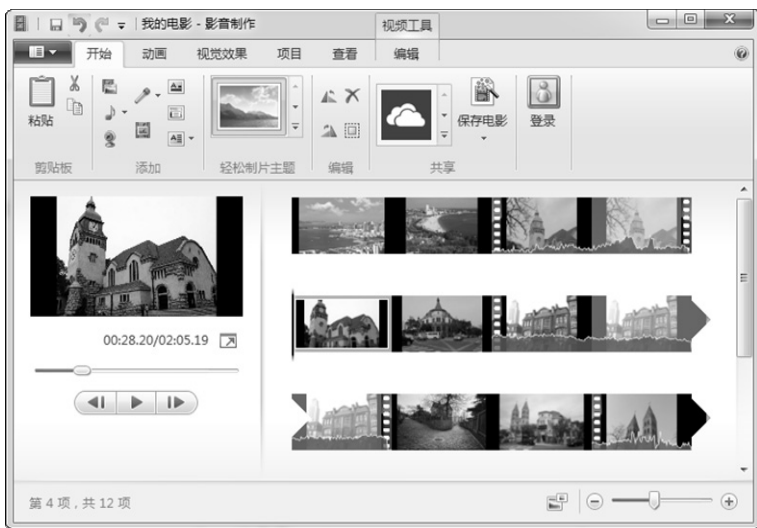 我的电影 - 影音制作
视频工具
开始 动画 视觉效果 项目 查看 编辑
粘贴
保存电影
登录
剪贴板 添加 轻松制片主题 编辑 共享
00:28.20/02:05.19
第 4 项，共 12 项